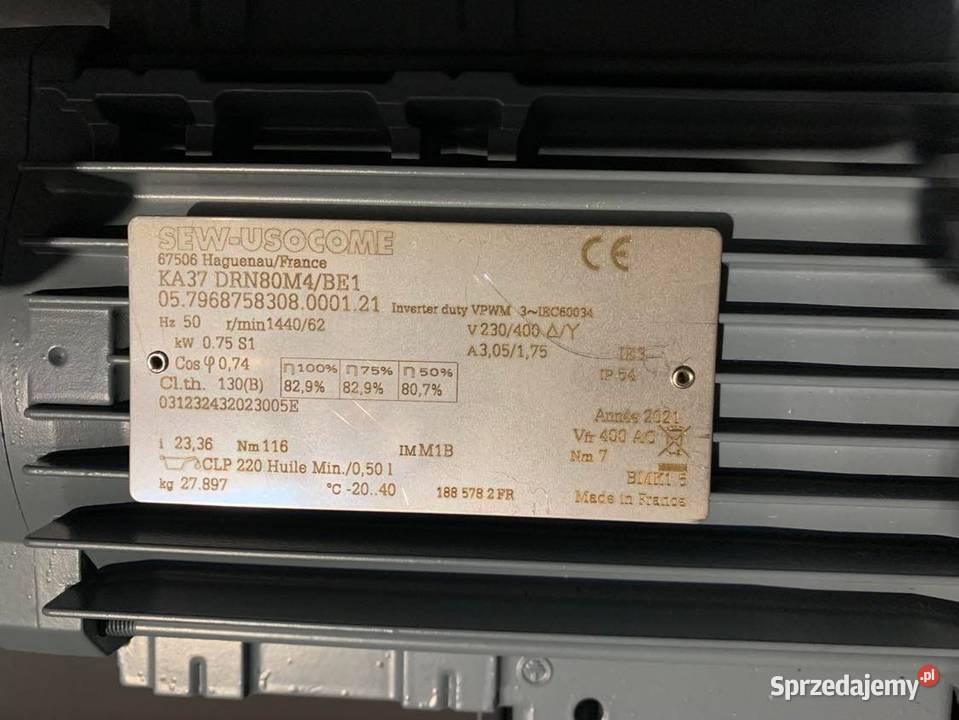 SEW-USOCOME
CE
67506 Haguenau/France
KA37 DRN80M4/BE1
05.7968758308.0001.21 Inverter duty VPWM 3~IEC60034
Hz 50 r/min 1440/62 V 230/400 Δ/Y
kW 0.75 S1 A 3,05/1,75 IE3
Cos φ 0,74 η100% η75% η50% IP 54
Cl.th. 130(B) 82,9% 82,9% 80,7%
031232432023005E Année 2021
i 23,36 Nm 116 IM M1B Vfr 400 AC
CLP 220 Huile Min./0,50 l Nm 7
kg 27.897 °C -20..40 188 578 2 FR BMK1.5
Made in France
Sprzedajemy.pl